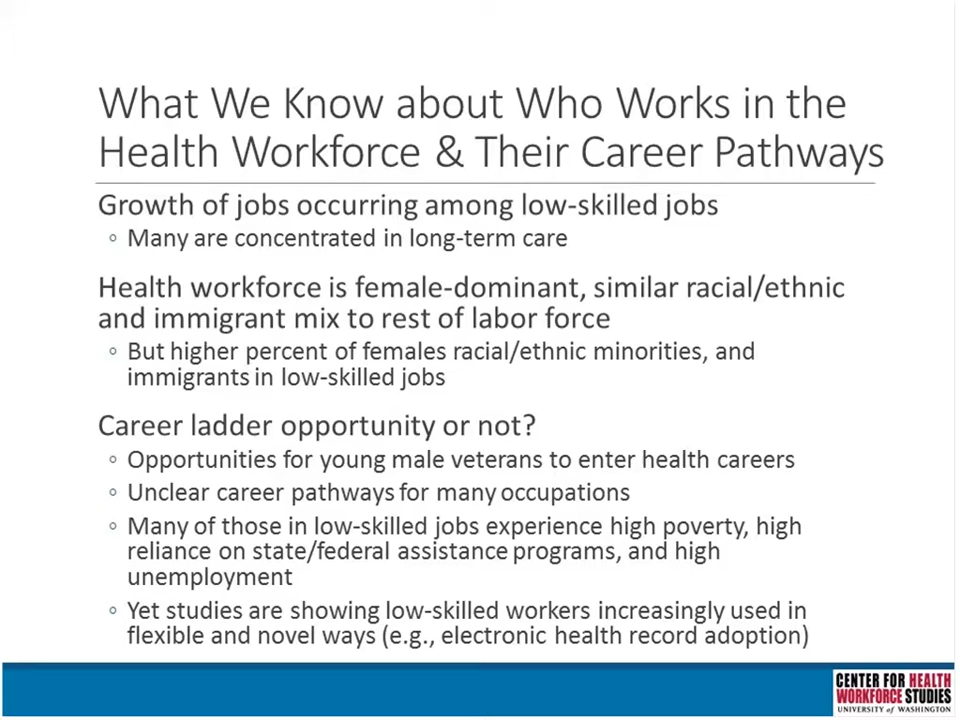 What We Know about Who Works in the
Health Workforce & Their Career Pathways
Growth of jobs occurring among low-skilled jobs
◦ Many are concentrated in long-term care
Health workforce is female-dominant, similar racial/ethnic
and immigrant mix to rest of labor force
◦ But higher percent of females racial/ethnic minorities, and
immigrants in low-skilled jobs
Career ladder opportunity or not?
◦ Opportunities for young male veterans to enter health careers
◦ Unclear career pathways for many occupations
◦ Many of those in low-skilled jobs experience high poverty, high
reliance on state/federal assistance programs, and high
unemployment
◦ Yet studies are showing low-skilled workers increasingly used in
flexible and novel ways (e.g., electronic health record adoption)
CENTER FOR HEALTH
WORKFORCE STUDIES
UNIVERSITY of WASHINGTON